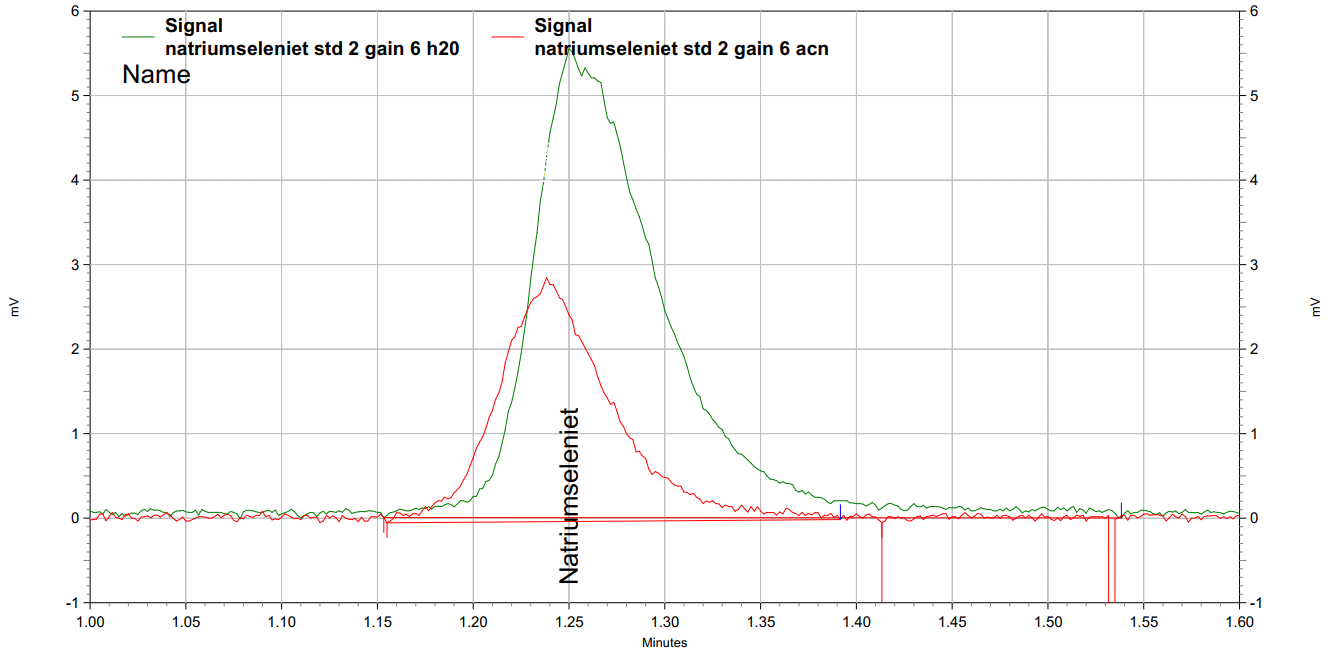 Signal
natriumseleniet std 2 gain 6 h20
Signal
natriumseleniet std 2 gain 6 acn
Name
6
5
4
3
2
1
0
-1
mV
Natriumseleniet
6
5
4
3
2
1
0
-1
mV
1.00 1.05 1.10 1.15 1.20 1.25 1.30 1.35 1.40 1.45 1.50 1.55 1.60
Minutes